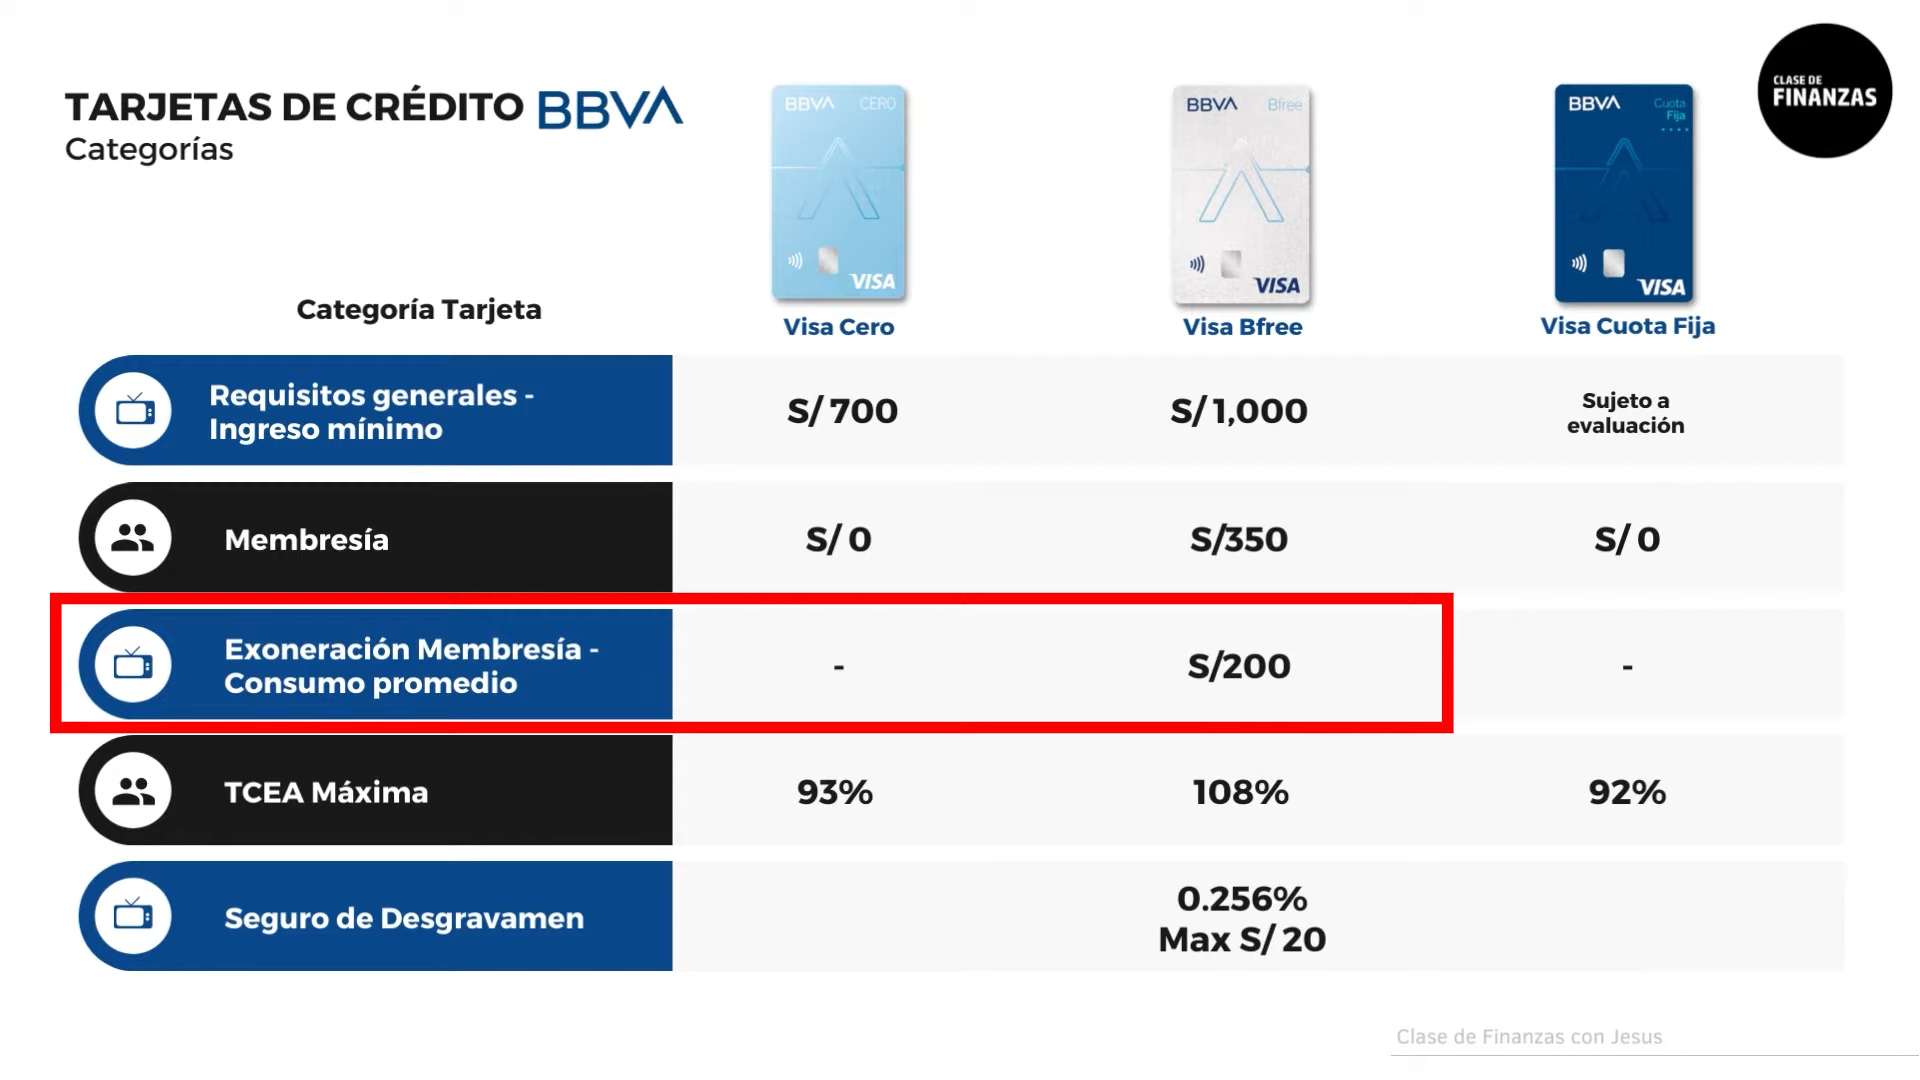 TARJETAS DE CRÉDITO BBVA
Categorías
CLASE DE
FINANZAS
BBVA CERO
VISA
BBVA Bfree
VISA
BBVA Cuota
Fija
VISA
Categoría Tarjeta
Visa Cero
Visa Bfree
Visa Cuota Fija
Requisitos generales -
Ingreso mínimo
S/ 700
S/ 1,000
Sujeto a
evaluación
Membresía
S/ 0
S/350
S/ 0
Exoneración Membresía -
Consumo promedio
-
S/200
-
TCEA Máxima
93%
108%
92%
Seguro de Desgravamen
0.256%
Max S/ 20
Clase de Finanzas con Jesus